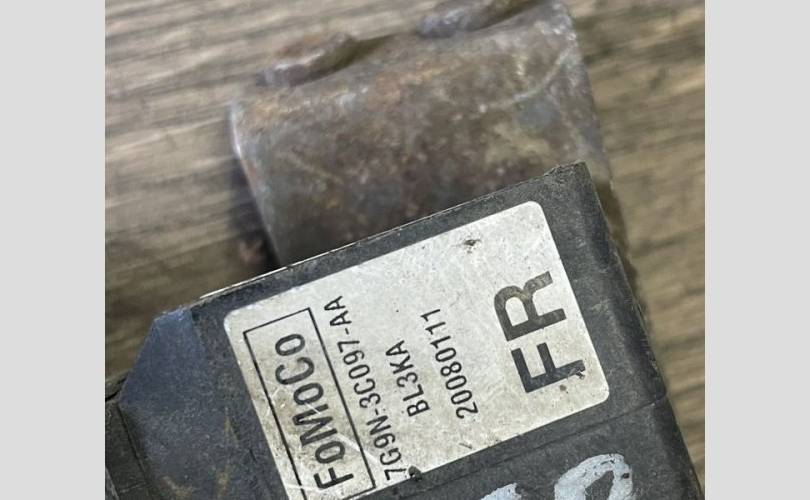 FoMoCo
7G9N-3C097-AA
BL3KA
20080111
FR